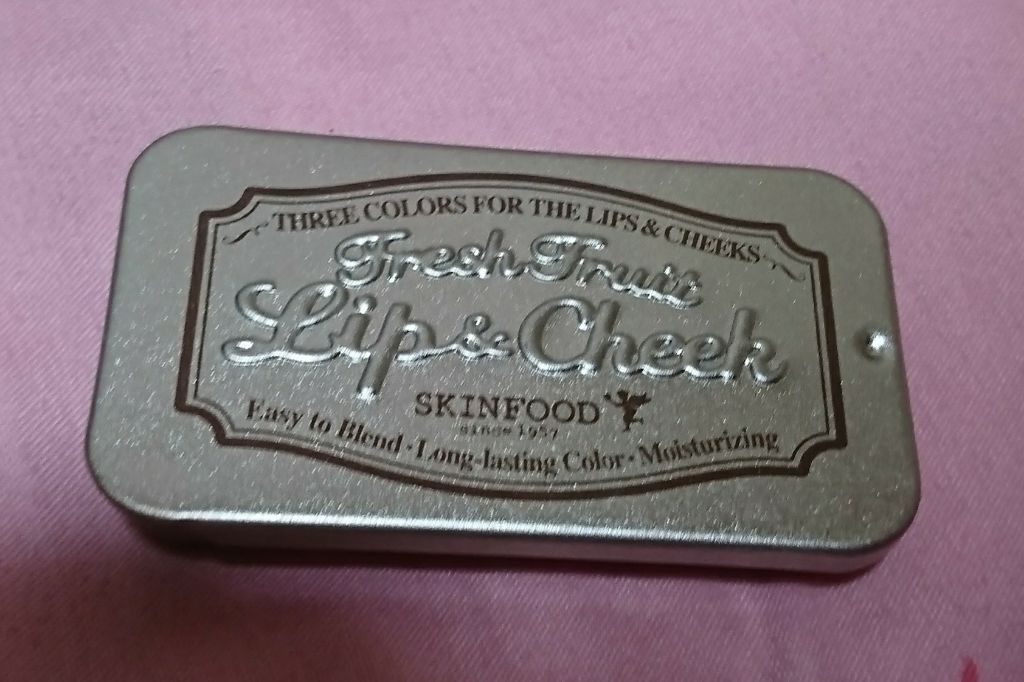 THREE COLORS FOR THE LIPS & CHEEKS
Fresh Fruit
Lip & Cheek
SKINFOOD
since 1957
Easy to Blend · Long-lasting Color · Moisturizing